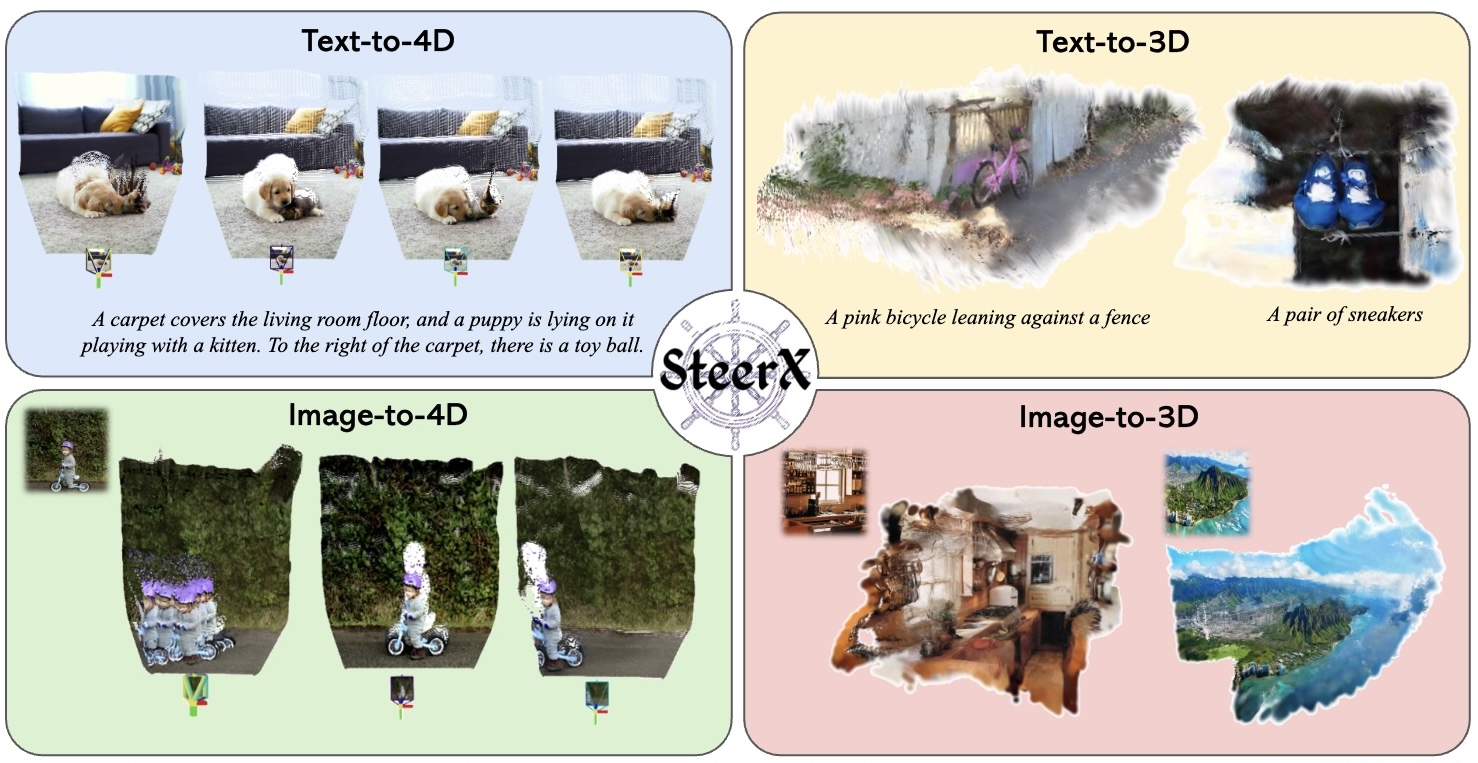 Text-to-4D
A carpet covers the living room floor, and a puppy is lying on it
playing with a kitten. To the right of the carpet, there is a toy ball.
Text-to-3D
A pink bicycle leaning against a fence
A pair of sneakers
SteerX
Image-to-4D
Image-to-3D